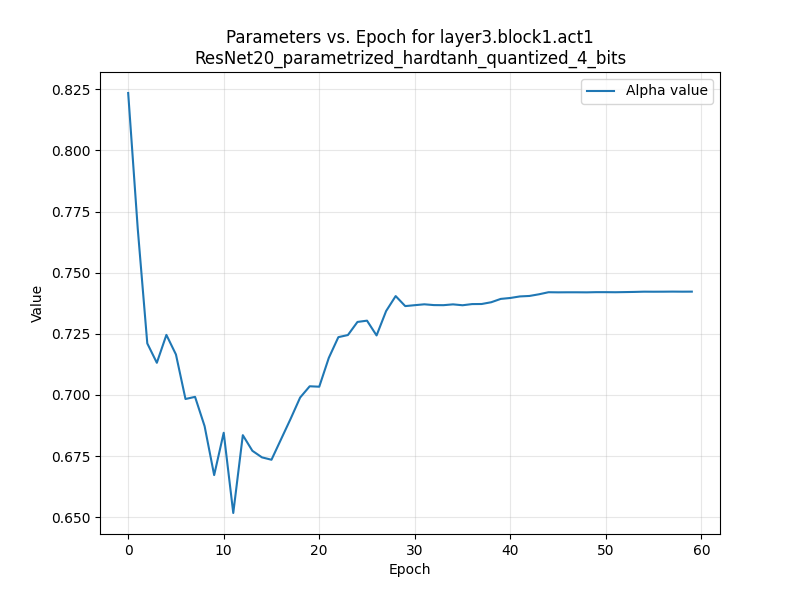 Parameters vs. Epoch for layer3.block1.act1
ResNet20_parametrized_hardtanh_quantized_4_bits
Alpha value
0.825
0.800
0.775
0.750
0.725
0.700
0.675
0.650
Value
0 10 20 30 40 50 60
Epoch